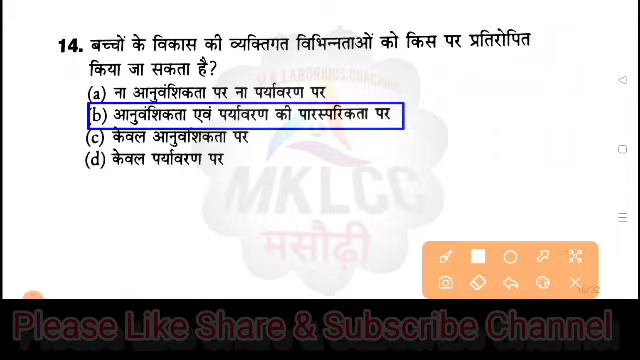 14. बच्चों के विकास की व्यक्तिगत विभिन्नताओं को किस पर प्रतिरोपित
किया जा सकता है?
(a) ना आनुवंशिकता पर ना पर्यावरण पर
(b) आनुवंशिकता एवं पर्यावरण की पारस्परिकता पर
(c) केवल आनुवांशिकता पर
(d) केवल पर्यावरण पर
MKLCC
मसौढ़ी
16/32
Please Like Share & Subscribe Channel